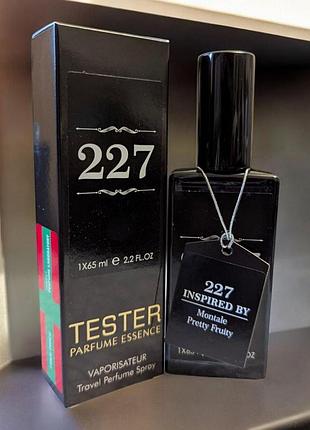 227
1X65 ml e 2.2 FL.OZ
TESTER
PARFUME ESSENCE
VAPORISATEUR
Travel Perfume Spray
227
INSPIRED BY
Montale
Pretty Fruity
OZ